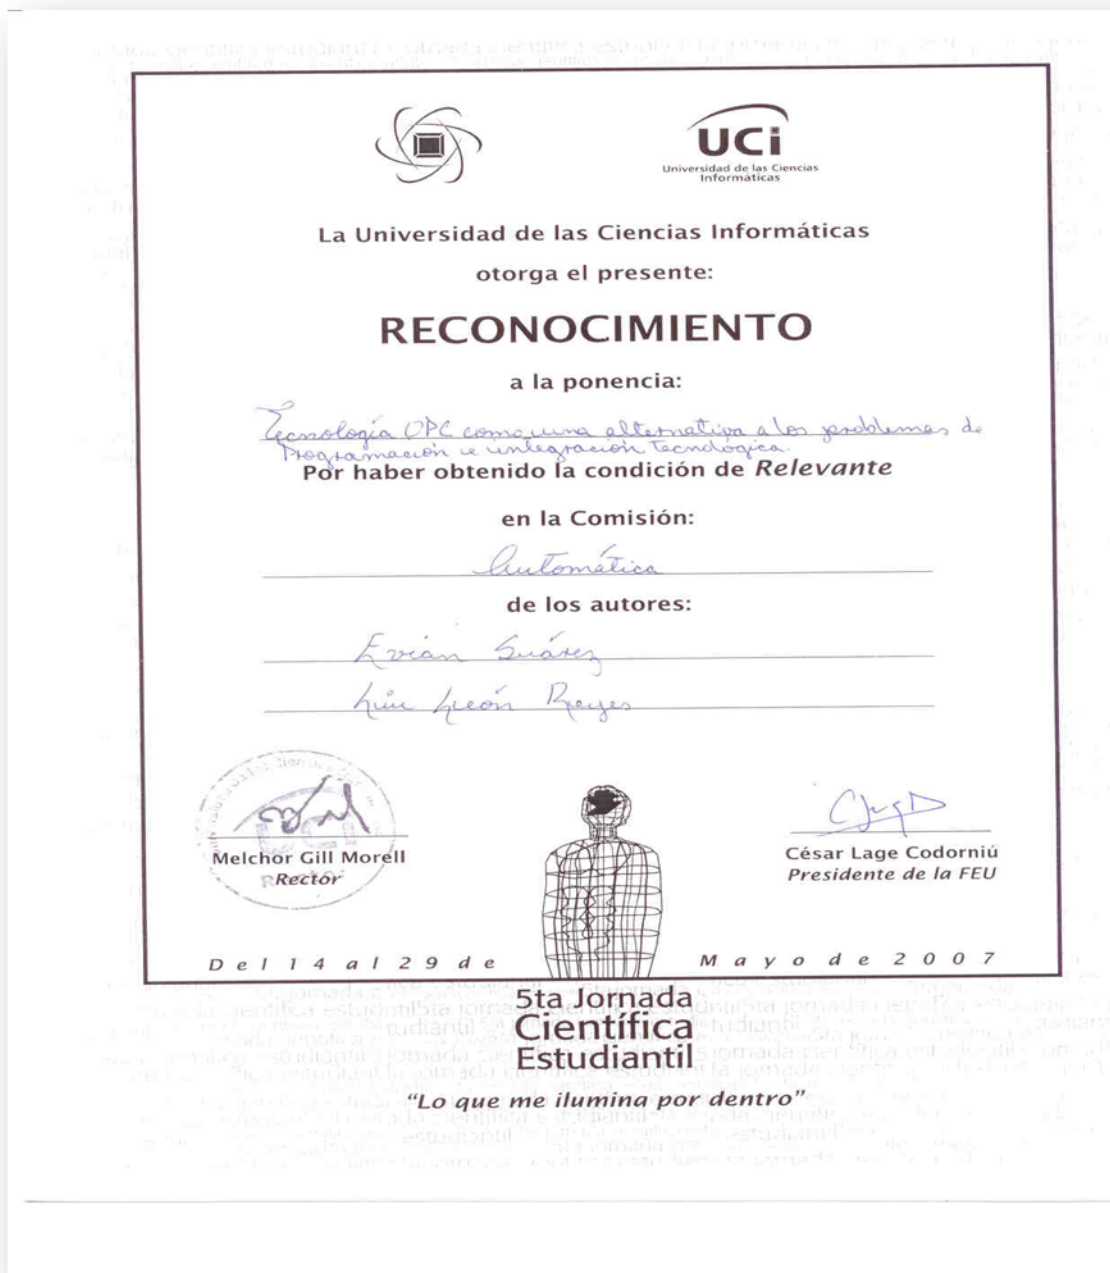 UCi
Universidad de las Ciencias
Informáticas
La Universidad de las Ciencias Informáticas
otorga el presente:
RECONOCIMIENTO
a la ponencia:
Tecnología OPC como una alternativa a los problemas de
Programación e integración Tecnológica.
Por haber obtenido la condición de Relevante
en la Comisión:
Automática
de los autores:
Evián Suárez
León Reyes
Melchor Gill Morell
Rector
César Lage Codorniú
Presidente de la FEU
Del 14 al 29 de Mayo de 2007
5ta Jornada
Científica
Estudiantil
“Lo que me ilumina por dentro”